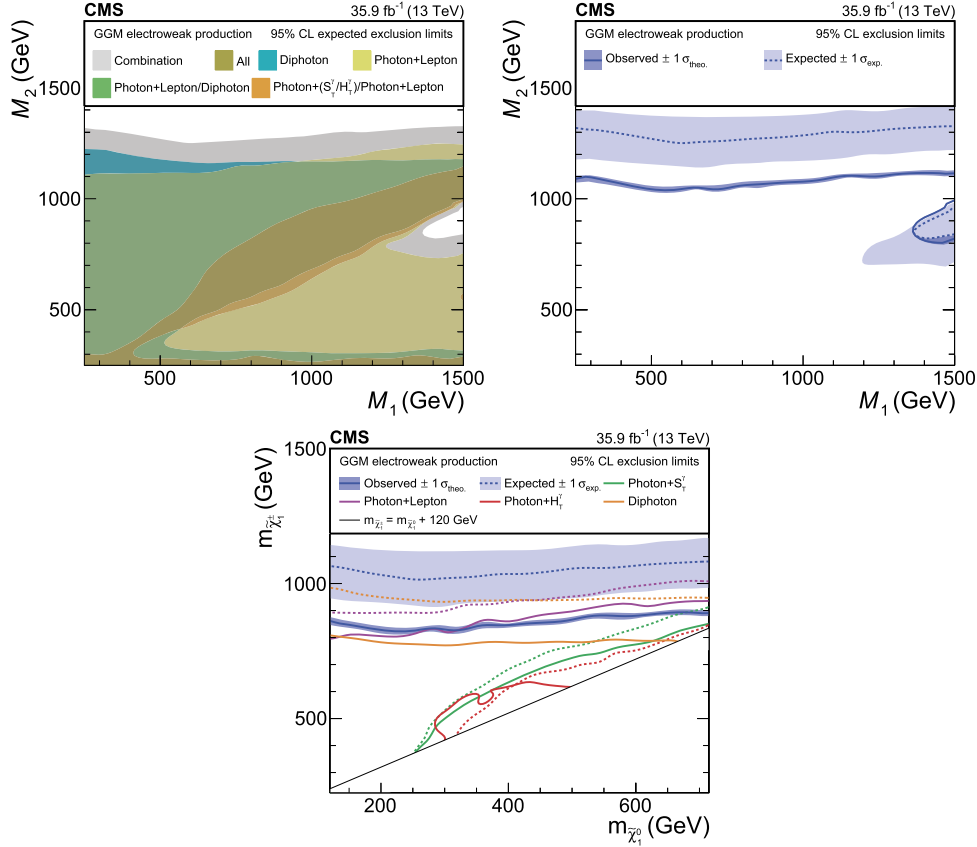 CMS 35.9 fb⁻¹ (13 TeV)
GGM electroweak production 95% CL expected exclusion limits
Combination All Diphoton Photon+Lepton
Photon+Lepton/Diphoton Photon+(S_T^γ/H_T^γ)/Photon+Lepton
M₂ (GeV)
1500
1000
500
500 1000 1500
M₁ (GeV)
CMS 35.9 fb⁻¹ (13 TeV)
GGM electroweak production 95% CL exclusion limits
Observed ± 1 σ_theo. Expected ± 1 σ_exp.
M₂ (GeV)
1500
1000
500
500 1000 1500
M₁ (GeV)
CMS 35.9 fb⁻¹ (13 TeV)
GGM electroweak production 95% CL exclusion limits
Observed ± 1 σ_theo. Expected ± 1 σ_exp. Photon+S_T^γ
Photon+Lepton Photon+H_T^γ Diphoton
m_χ̃₁^± = m_χ̃₁^0 + 120 GeV
m_χ̃₁^± (GeV)
1500
1000
500
200 400 600
m_χ̃₁^0 (GeV)